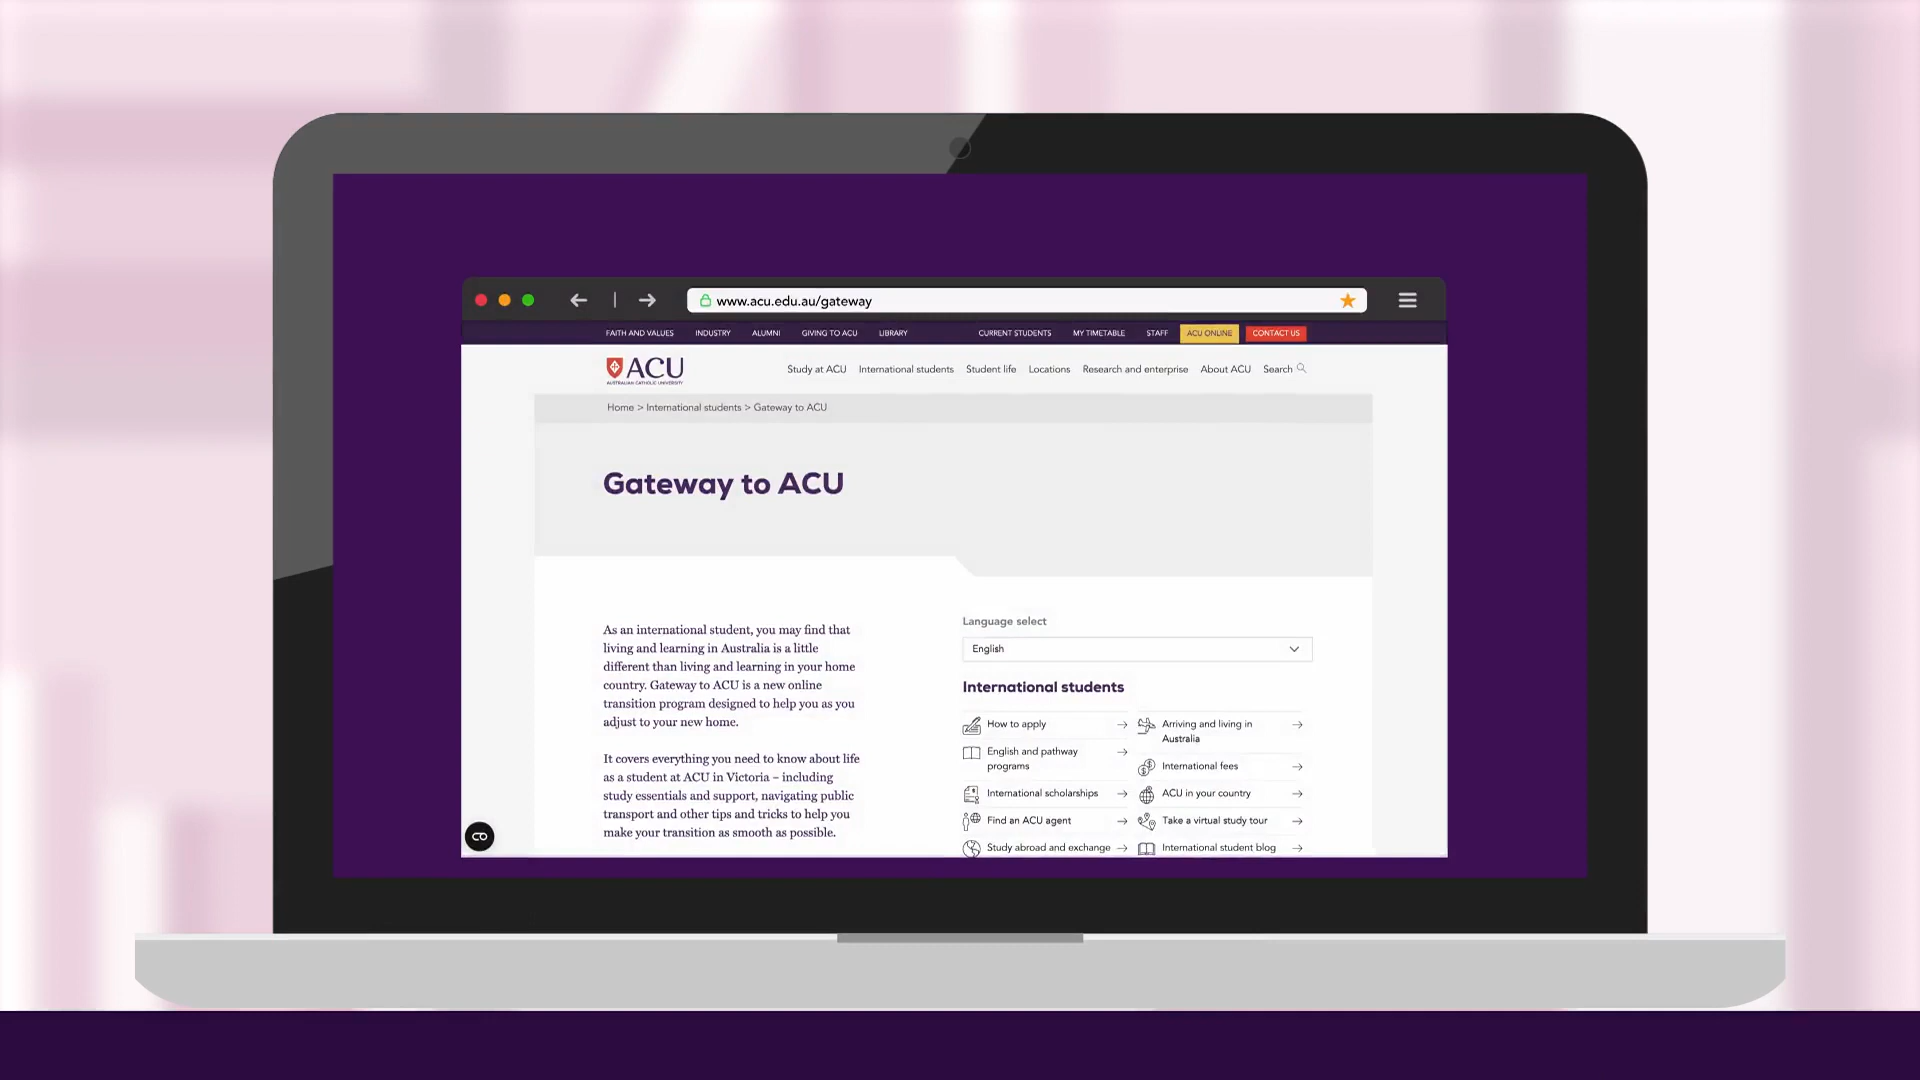 www.acu.edu.au/gateway
FAITH AND VALUES INDUSTRY ALUMNI GIVING TO ACU LIBRARY CURRENT STUDENTS MY TIMETABLE STAFF ACU ONLINE CONTACT US
ACU
AUSTRALIAN CATHOLIC UNIVERSITY
Study at ACU International students Student life Locations Research and enterprise About ACU Search
Home > International students > Gateway to ACU
Gateway to ACU
As an international student, you may find that
living and learning in Australia is a little
different than living and learning in your home
country. Gateway to ACU is a new online
transition program designed to help you as you
adjust to your new home.
It covers everything you need to know about life
as a student at ACU in Victoria – including
study essentials and support, navigating public
transport and other tips and tricks to help you
make your transition as smooth as possible.
Language select
English
International students
How to apply
English and pathway
programs
International scholarships
Find an ACU agent
Study abroad and exchange
Arriving and living in
Australia
International fees
ACU in your country
Take a virtual study tour
International student blog